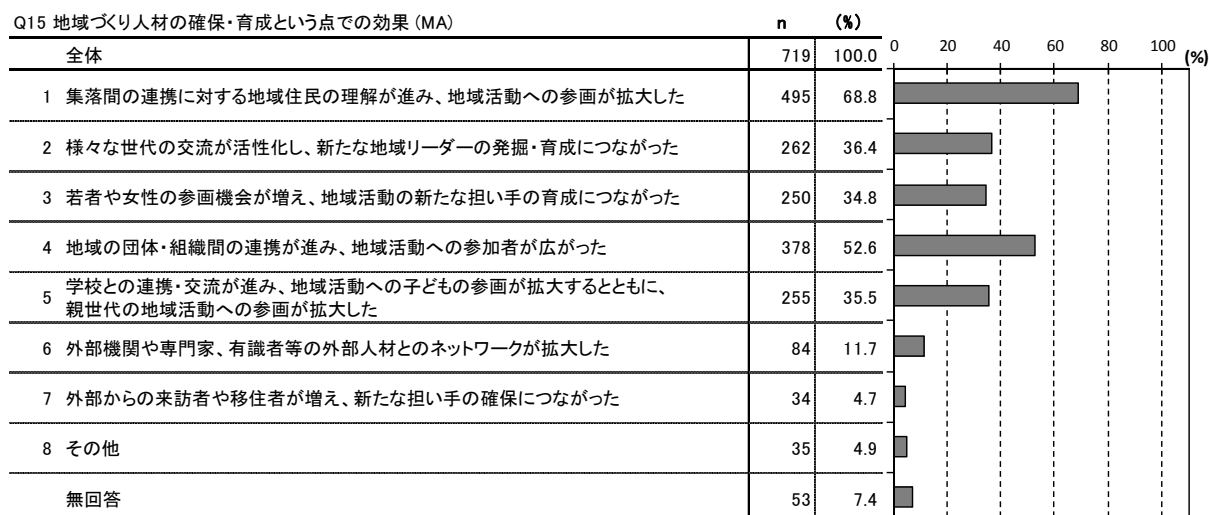 Q15 地域づくり人材の確保・育成という点での効果(MA) n (%)
全体 719 100.0
0 20 40 60 80 100 (%)
1 集落間の連携に対する地域住民の理解が進み、地域活動への参画が拡大した 495 68.8
2 様々な世代の交流が活性化し、新たな地域リーダーの発掘・育成につながった 262 36.4
3 若者や女性の参画機会が増え、地域活動の新たな担い手の育成につながった 250 34.8
4 地域の団体・組織間の連携が進み、地域活動への参加者が広がった 378 52.6
5 学校との連携・交流が進み、地域活動への子どもの参画が拡大するとともに、
親世代の地域活動への参画が拡大した 255 35.5
6 外部機関や専門家、有識者等の外部人材とのネットワークが拡大した 84 11.7
7 外部からの来訪者や移住者が増え、新たな担い手の確保につながった 34 4.7
8 その他 35 4.9
無回答 53 7.4